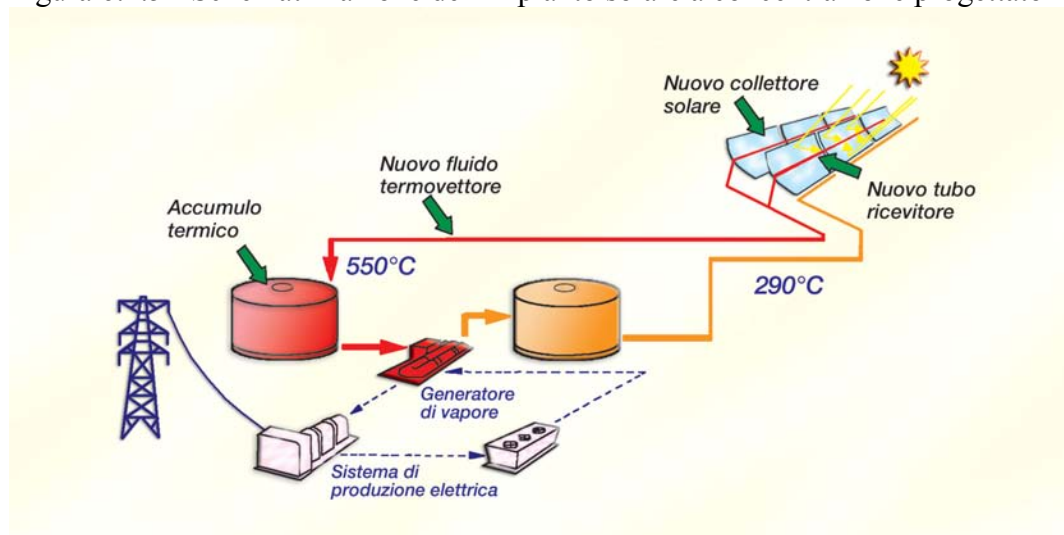 Nuovo collettore
solare
Nuovo fluido
termovettore
Nuovo tubo
ricevitore
Accumulo
termico
550°C
290°C
Generatore
di vapore
Sistema di
produzione elettrica